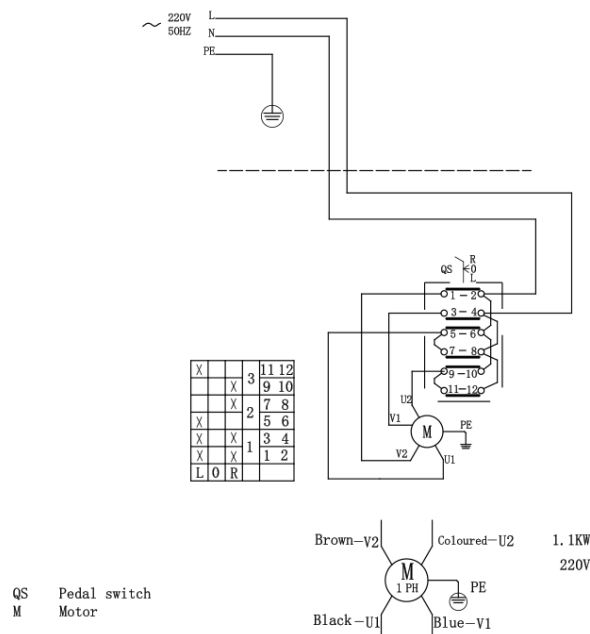 220V L
50HZ N
PE
QS R
0
L
1-2
3-4
5-6
7-8
9-10
11-12
U2
V1
M
PE
V2
U1
X 3 11 12
X 9 10
X 2 7 8
X 5 6
X X 1 3 4
X X 1 2
L 0 R
Brown-V2 Coloured-U2 1.1KW
220V
M
1 PH
PE
Black-U1 Blue-V1
QS Pedal switch
M Motor